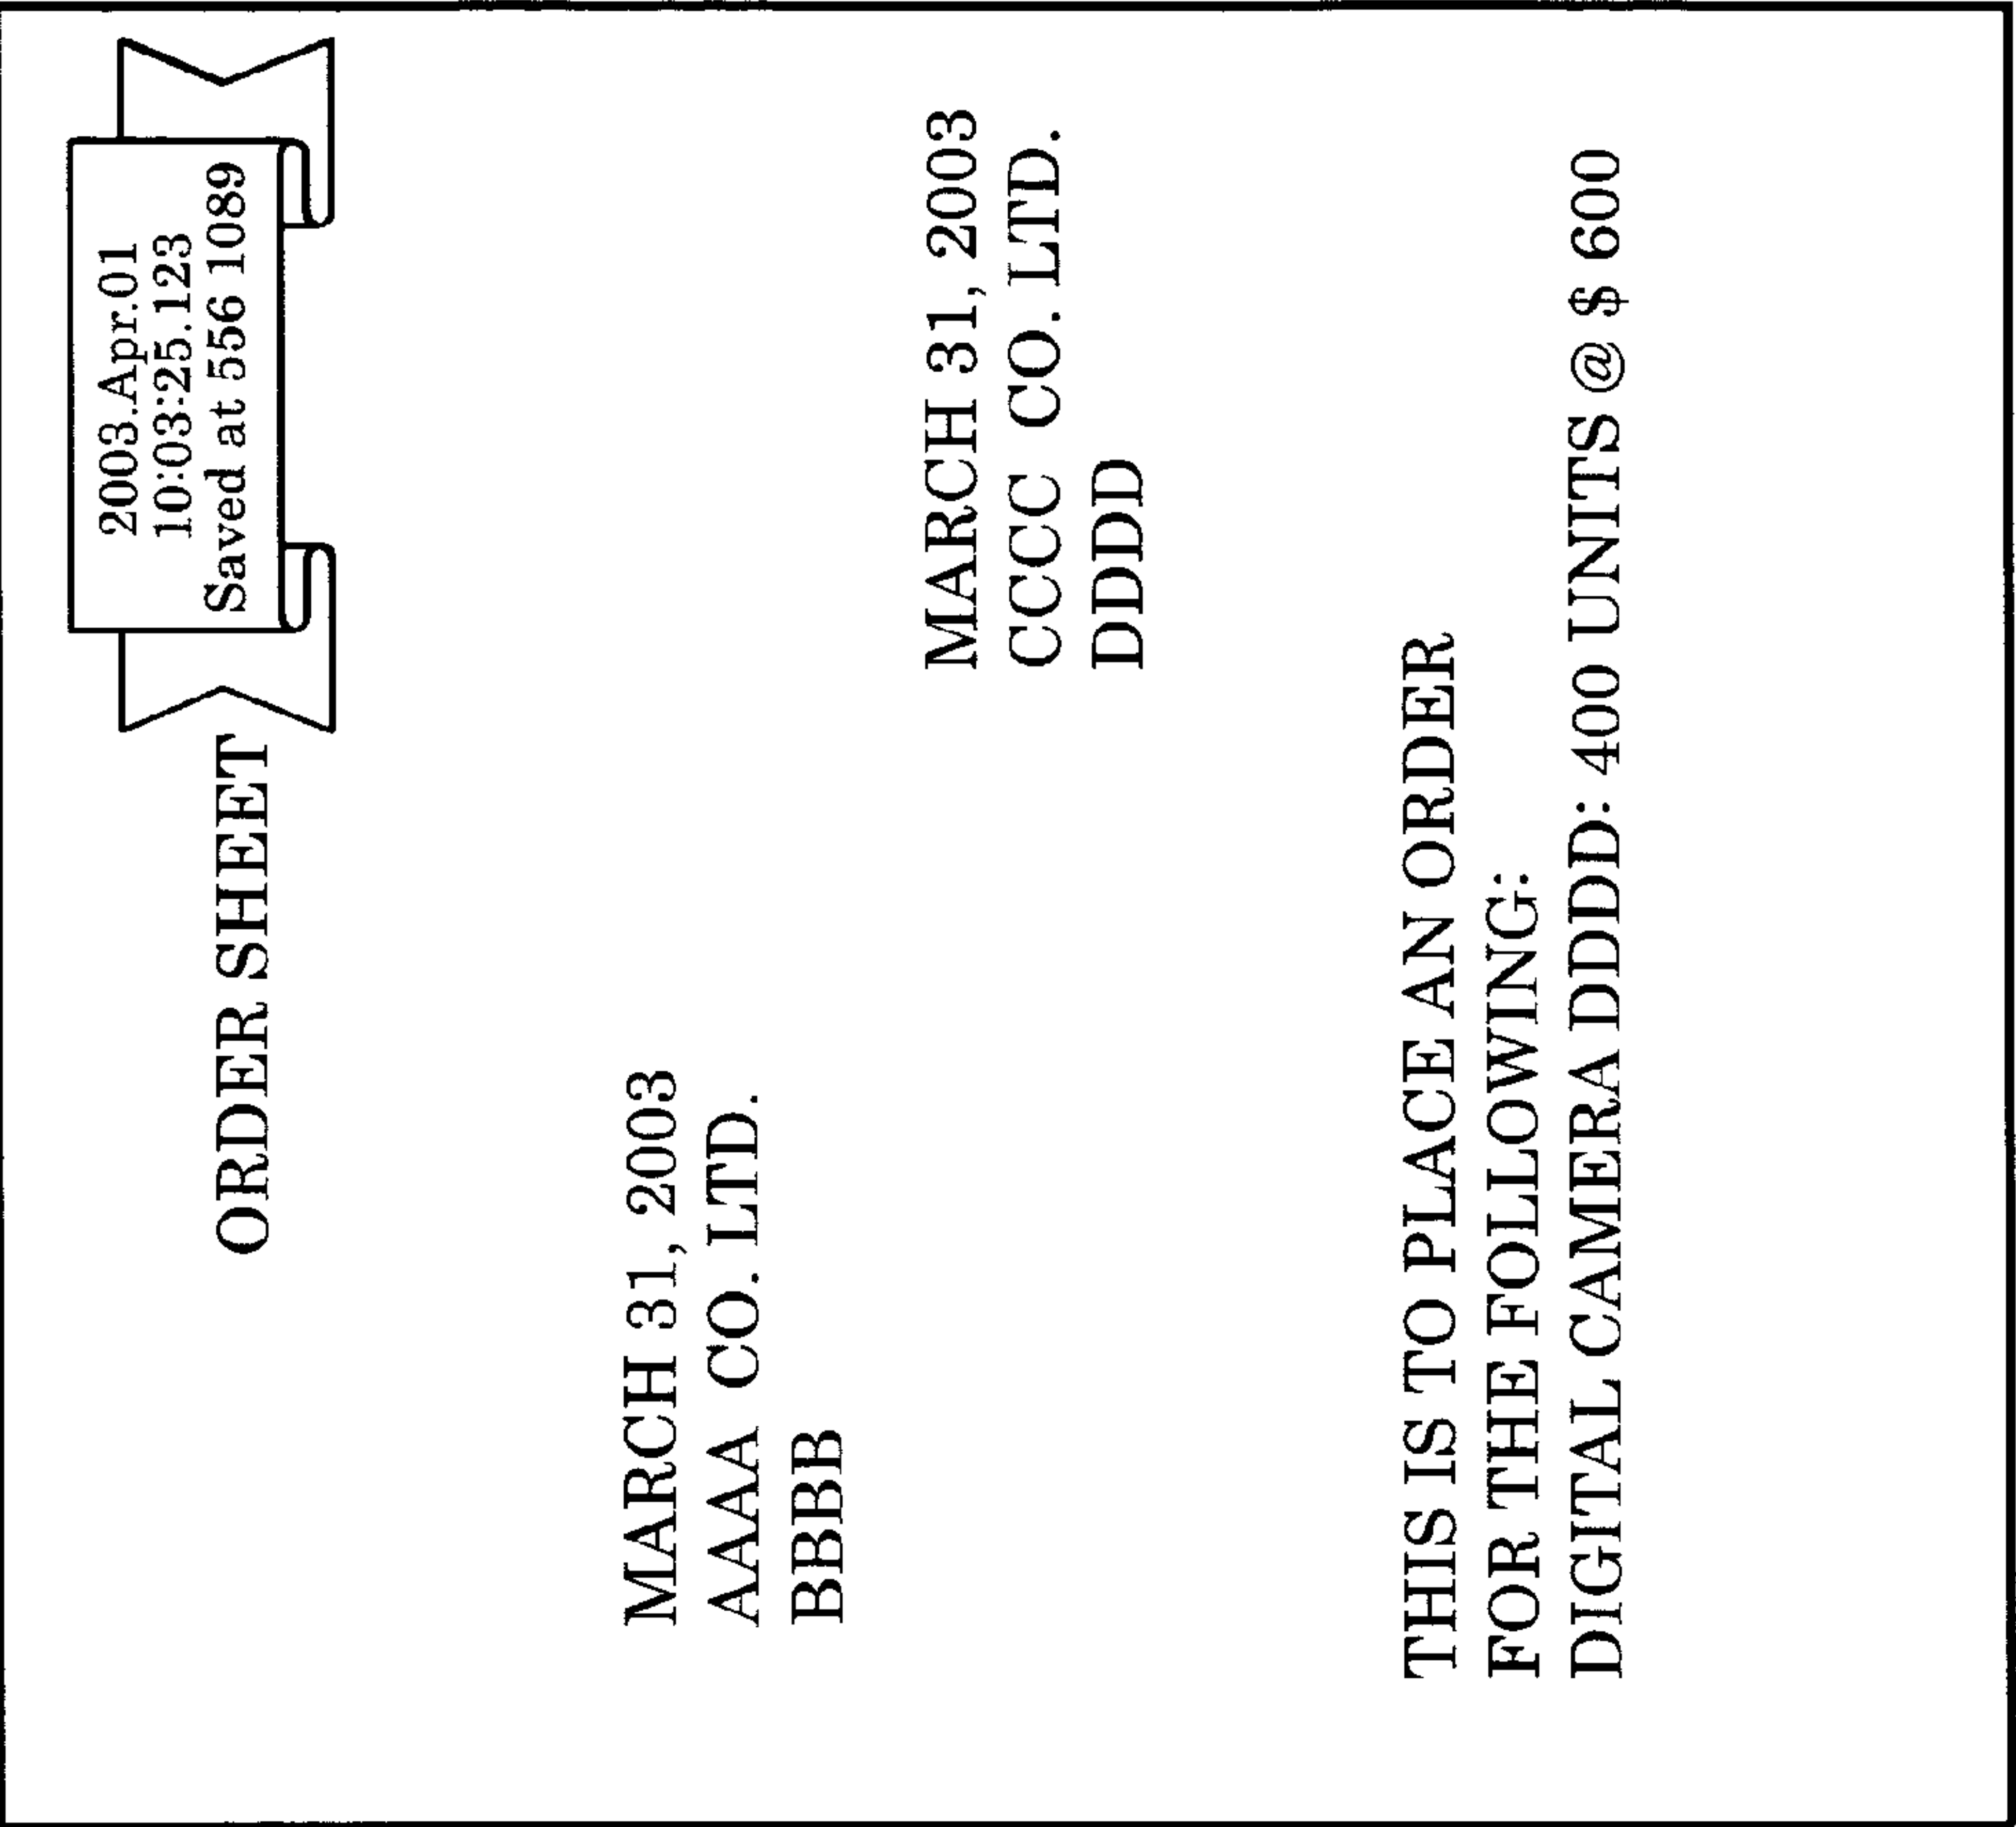 2003.Apr.01
10:03:25.123
Saved at 556 1089
ORDER SHEET
MARCH 31, 2003
AAAA CO. LTD.
BBBB
MARCH 31, 2003
CCCC CO. LTD.
DDDD
THIS IS TO PLACE AN ORDER
FOR THE FOLLOWING:
DIGITAL CAMERA DDD: 400 UNITS @ $ 600